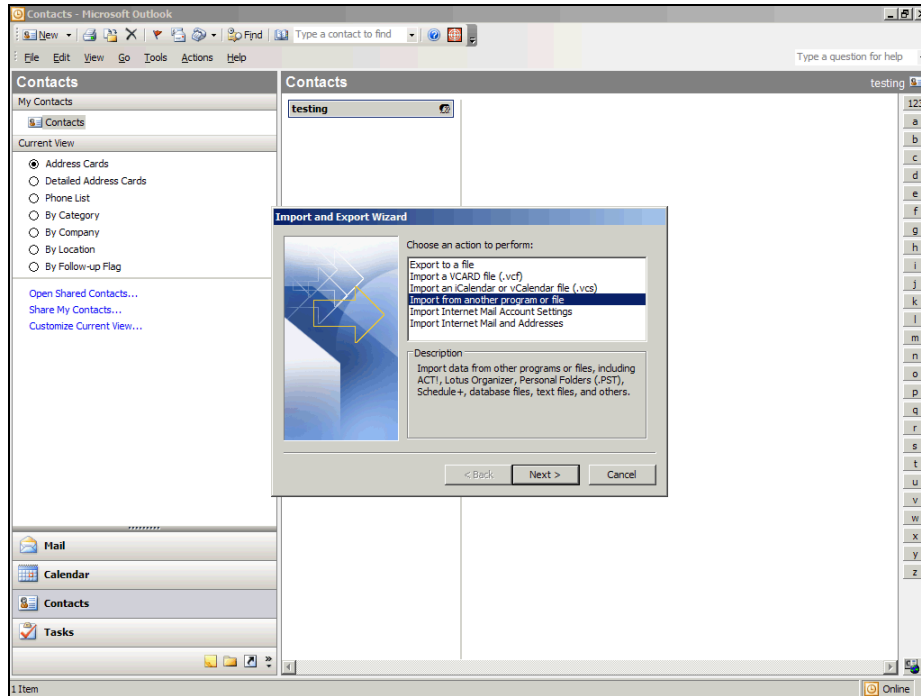 Contacts - Microsoft Outlook
New Find Type a contact to find
File Edit View Go Tools Actions Help Type a question for help
Contacts
My Contacts
Contacts
Current View
Address Cards
Detailed Address Cards
Phone List
By Category
By Company
By Location
By Follow-up Flag
Open Shared Contacts...
Share My Contacts...
Customize Current View...
Mail
Calendar
Contacts
Tasks
Contacts testing
testing
Import and Export Wizard
Choose an action to perform:
Export to a file
Import a VCARD file (.vcf)
Import an iCalendar or vCalendar file (.vcs)
Import from another program or file
Import Internet Mail Account Settings
Import Internet Mail and Addresses
Description
Import data from other programs or files, including
ACT!, Lotus Organizer, Personal Folders (.PST),
Schedule+, database files, text files, and others.
< Back Next > Cancel
123
a
b
c
d
e
f
g
h
i
j
k
l
m
n
o
p
q
r
s
t
u
v
w
x
y
z
1 Item Online